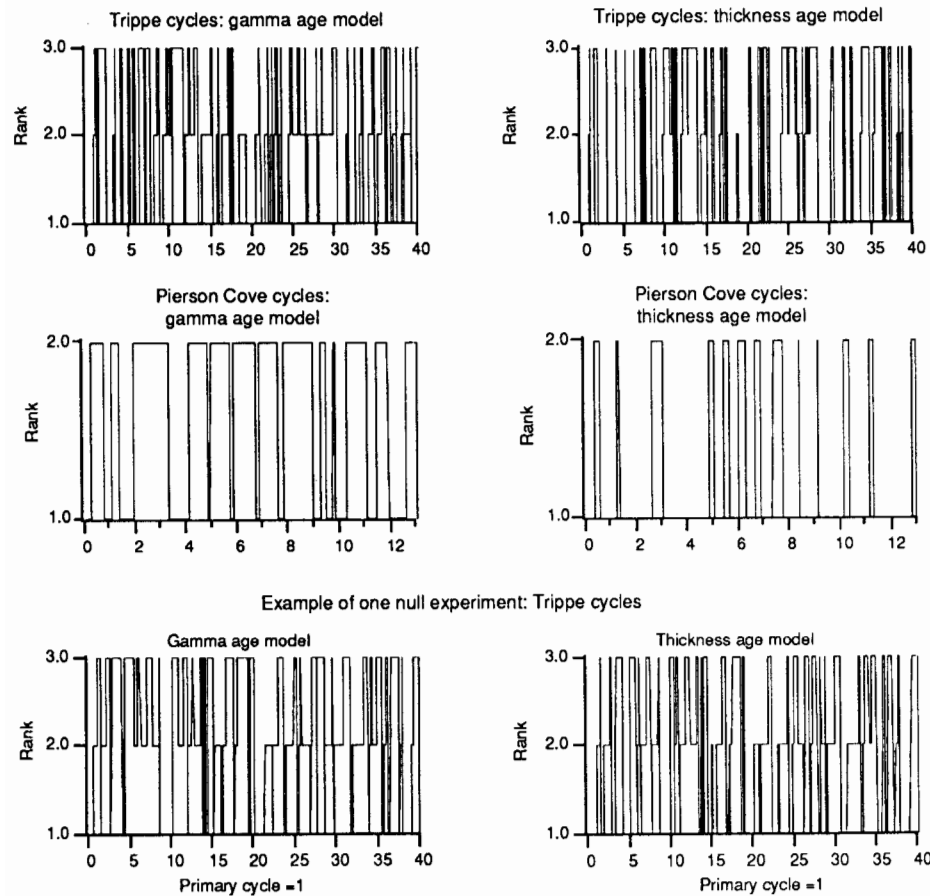 Trippe cycles: gamma age model
Rank
3.0
2.0
1.0
0 5 10 15 20 25 30 35 40
Trippe cycles: thickness age model
Rank
3.0
2.0
1.0
0 5 10 15 20 25 30 35 40
Pierson Cove cycles:
gamma age model
Rank
2.0
1.0
0 2 4 6 8 10 12
Pierson Cove cycles:
thickness age model
Rank
2.0
1.0
0 2 4 6 8 10 12
Example of one null experiment: Trippe cycles
Gamma age model
Rank
3.0
2.0
1.0
0 5 10 15 20 25 30 35 40
Primary cycle =1
Thickness age model
Rank
3.0
2.0
1.0
0 5 10 15 20 25 30 35 40
Primary cycle =1